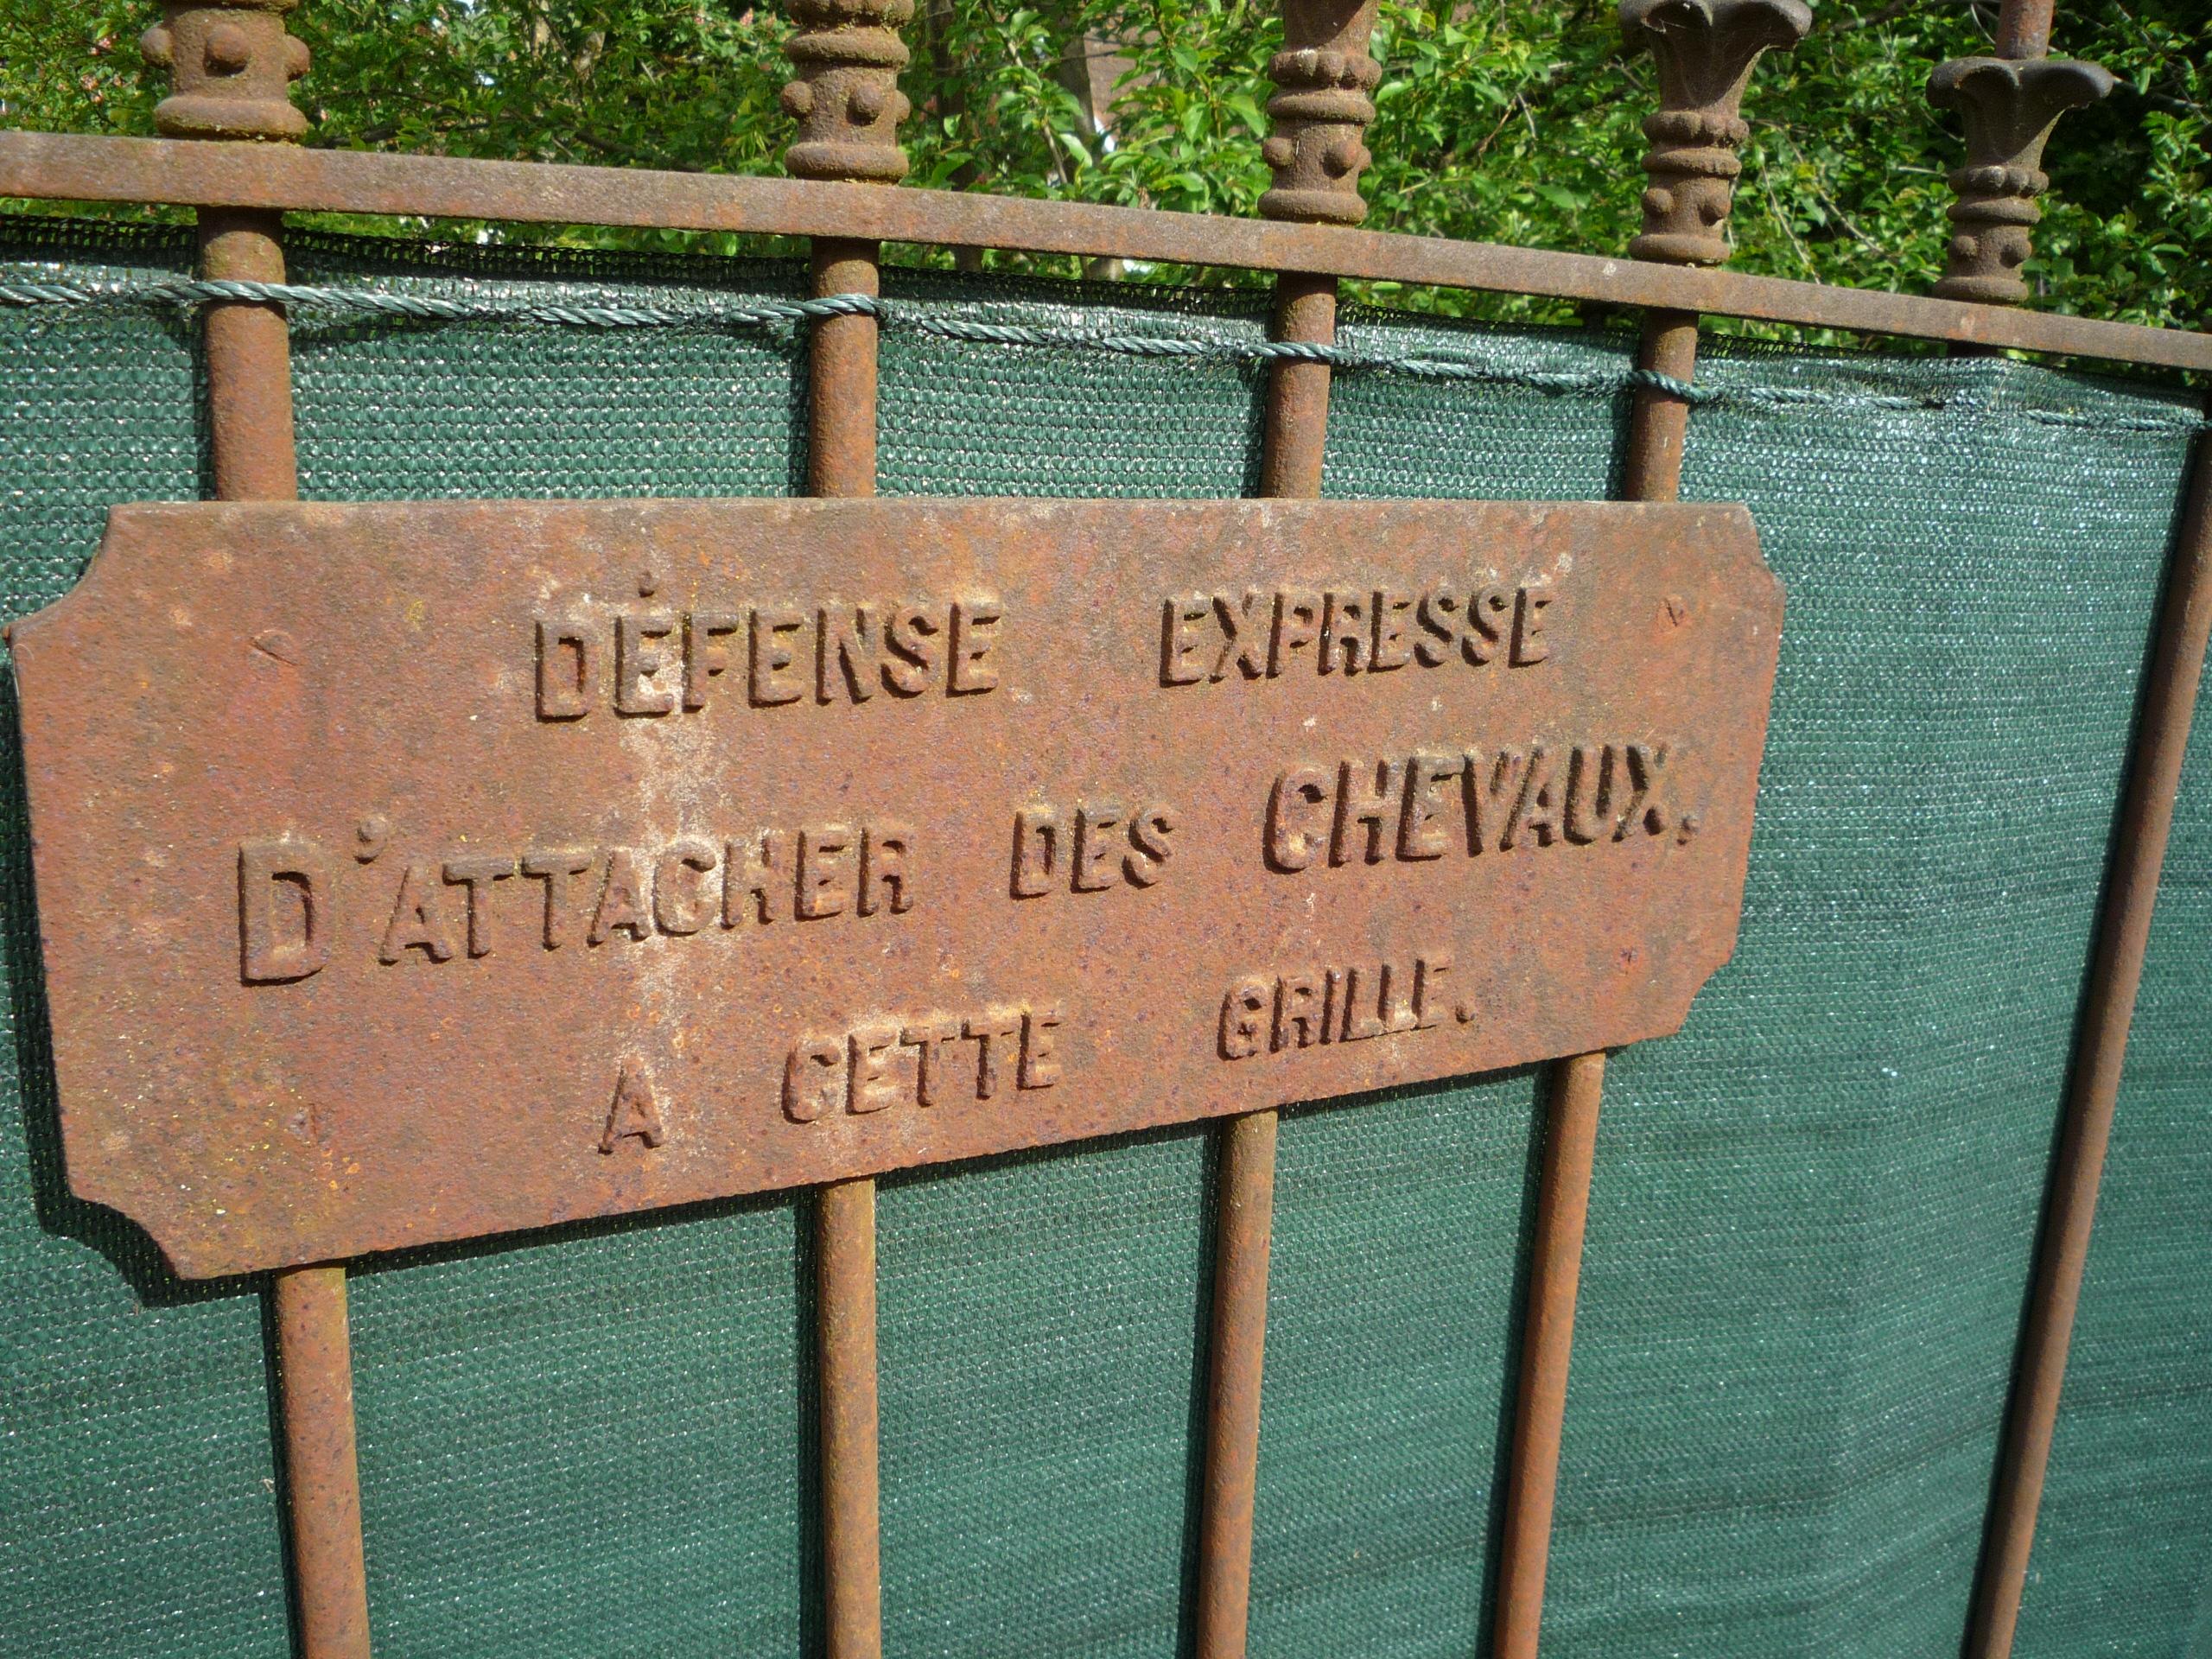 DÉFENSE EXPRESSE
D'ATTACHER DES CHEVAUX,
A CETTE GRILLE.